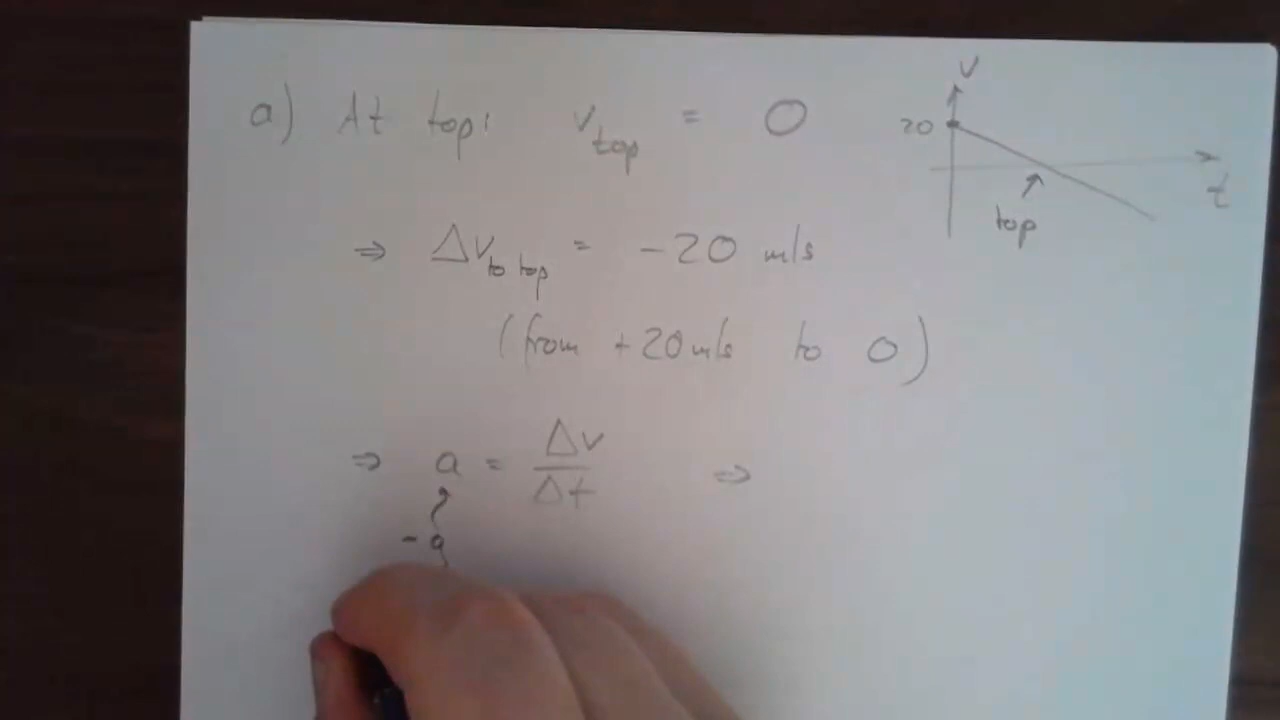 a) At top: v_top = 0
v
20
t
top
⇒ Δv_to top = -20 m/s
(from +20 m/s to 0)
⇒ a = Δv/Δt ⇒
-g